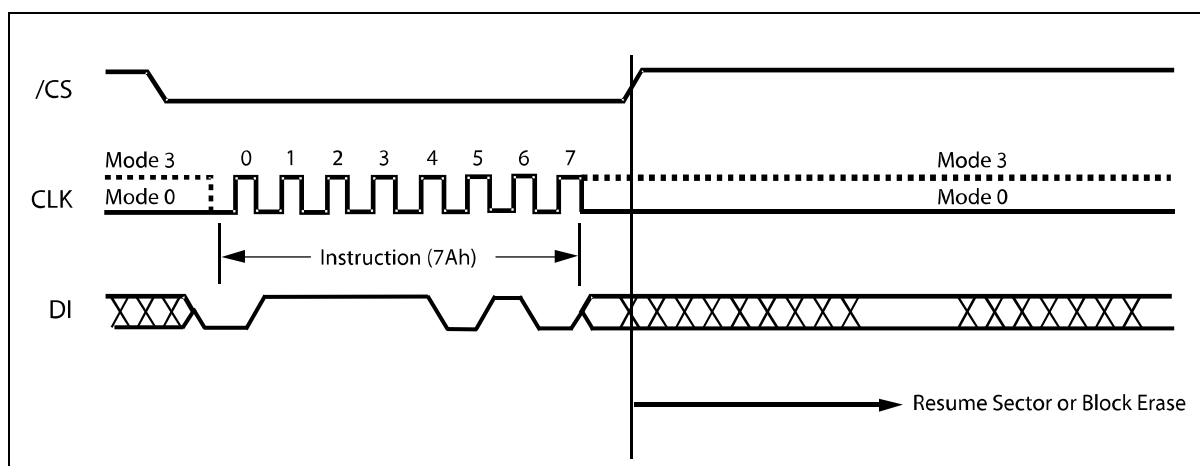 /CS
Mode 3
0 1 2 3 4 5 6 7
Mode 3
CLK
Mode 0
Mode 0
Instruction (7Ah)
DI
Resume Sector or Block Erase